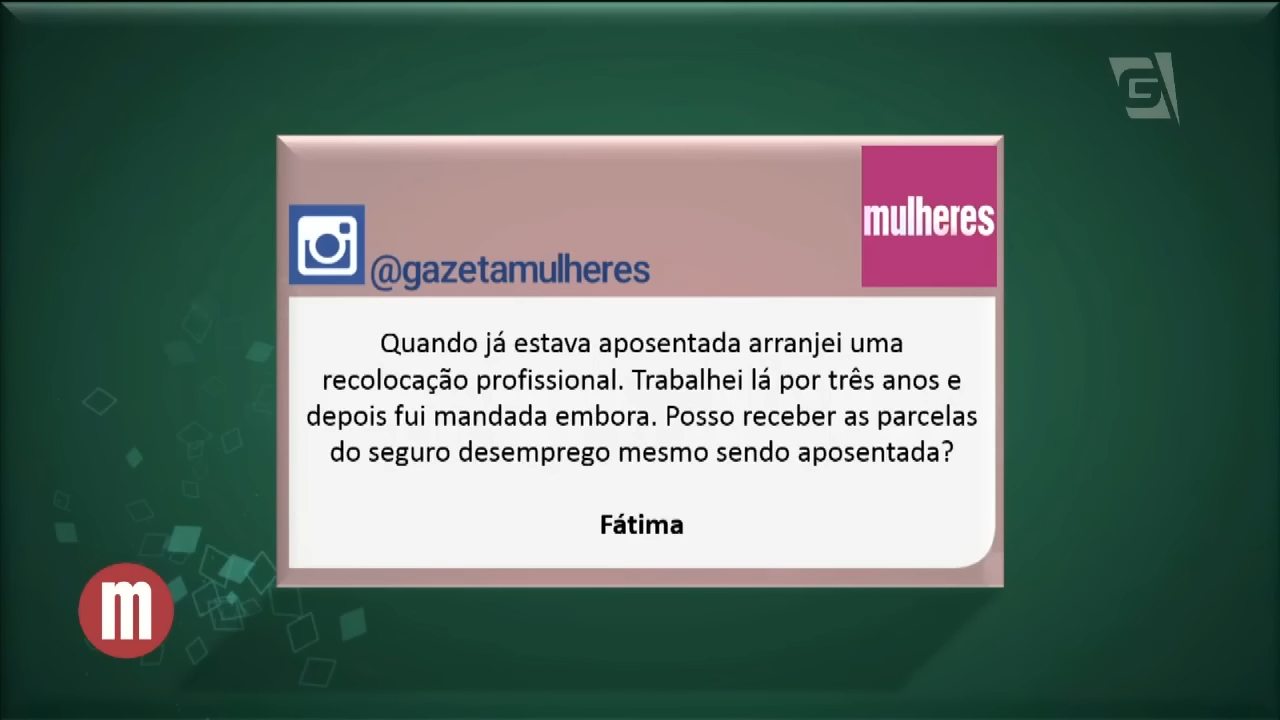 mulheres
@gazetamulheres
Quando já estava aposentada arranjei uma
recolocação profissional. Trabalhei lá por três anos e
depois fui mandada embora. Posso receber as parcelas
do seguro desemprego mesmo sendo aposentada?
Fátima
m
G